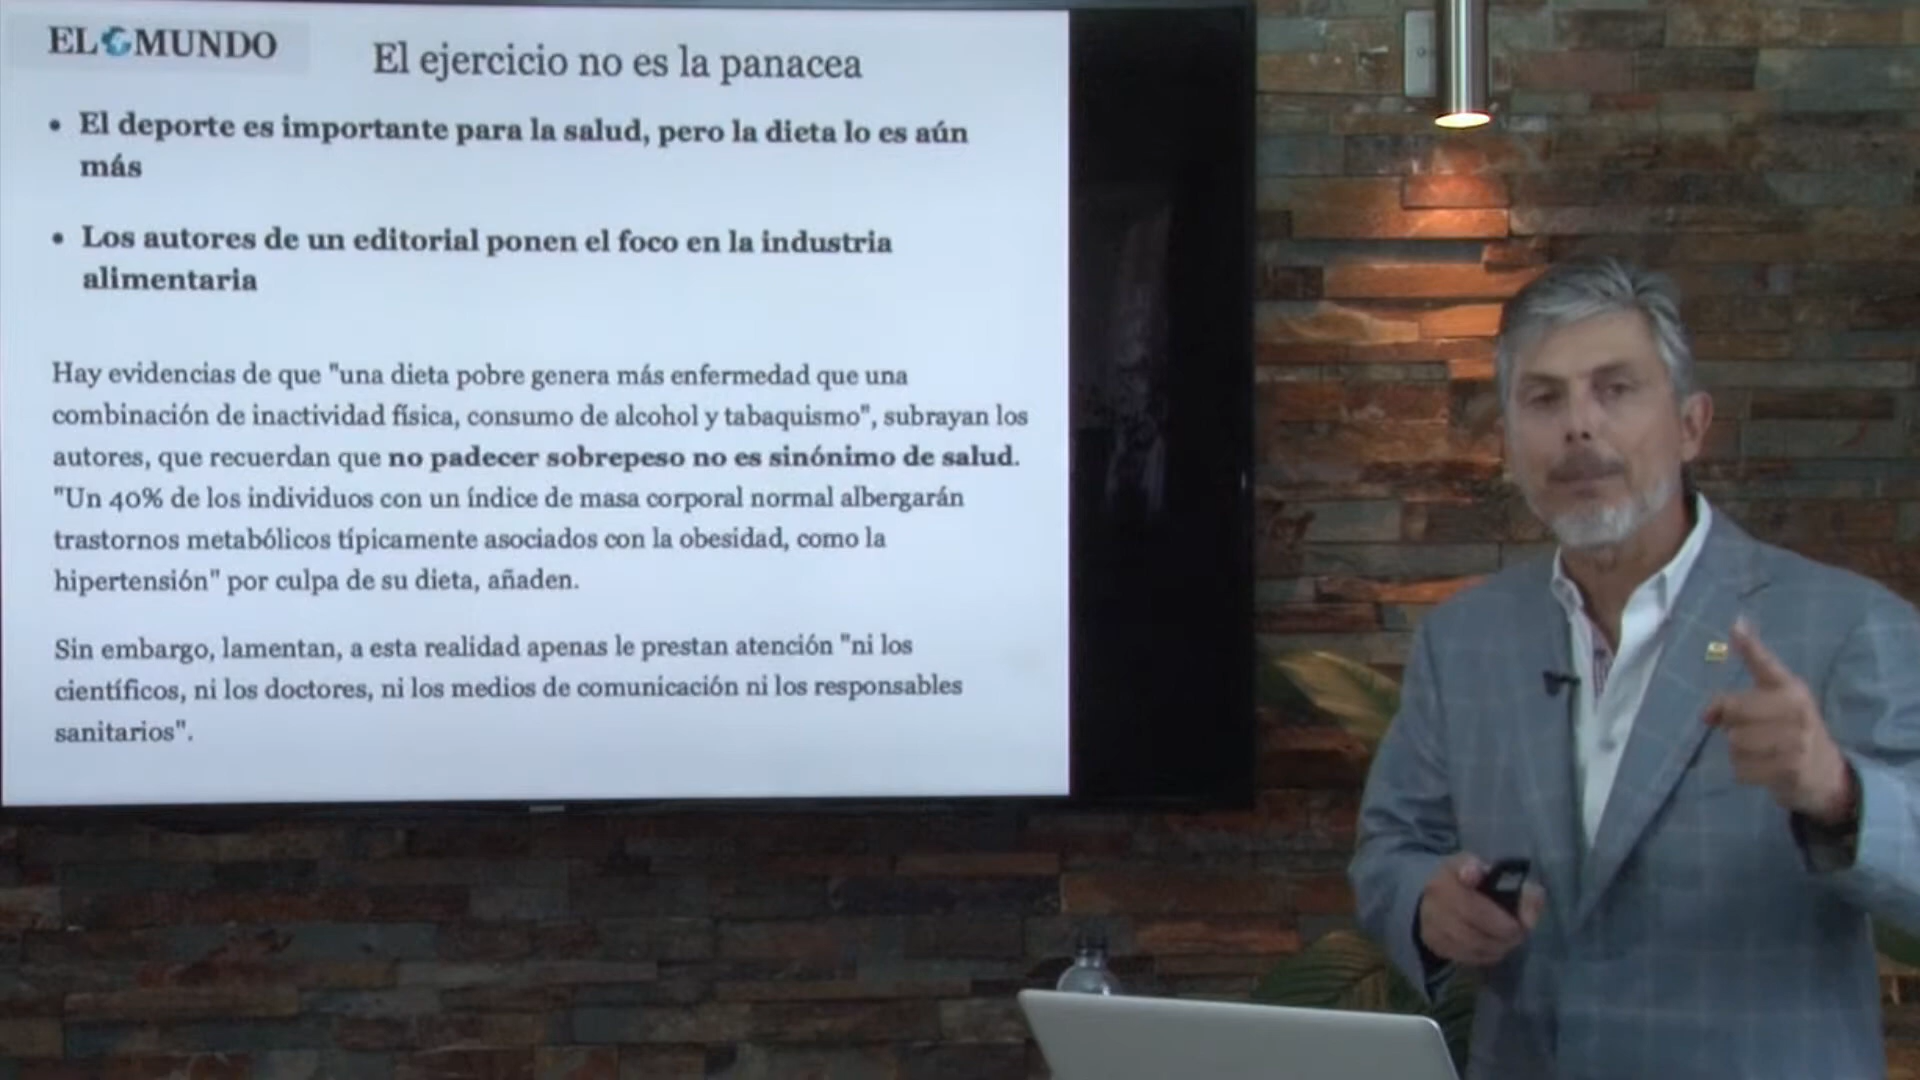 EL MUNDO
El ejercicio no es la panacea
• El deporte es importante para la salud, pero la dieta lo es aún
más
• Los autores de un editorial ponen el foco en la industria
alimentaria
Hay evidencias de que "una dieta pobre genera más enfermedad que una
combinación de inactividad física, consumo de alcohol y tabaquismo", subrayan los
autores, que recuerdan que no padecer sobrepeso no es sinónimo de salud.
"Un 40% de los individuos con un índice de masa corporal normal albergarán
trastornos metabólicos típicamente asociados con la obesidad, como la
hipertensión" por culpa de su dieta, añaden.
Sin embargo, lamentan, a esta realidad apenas le prestan atención "ni los
científicos, ni los doctores, ni los medios de comunicación ni los responsables
sanitarios".